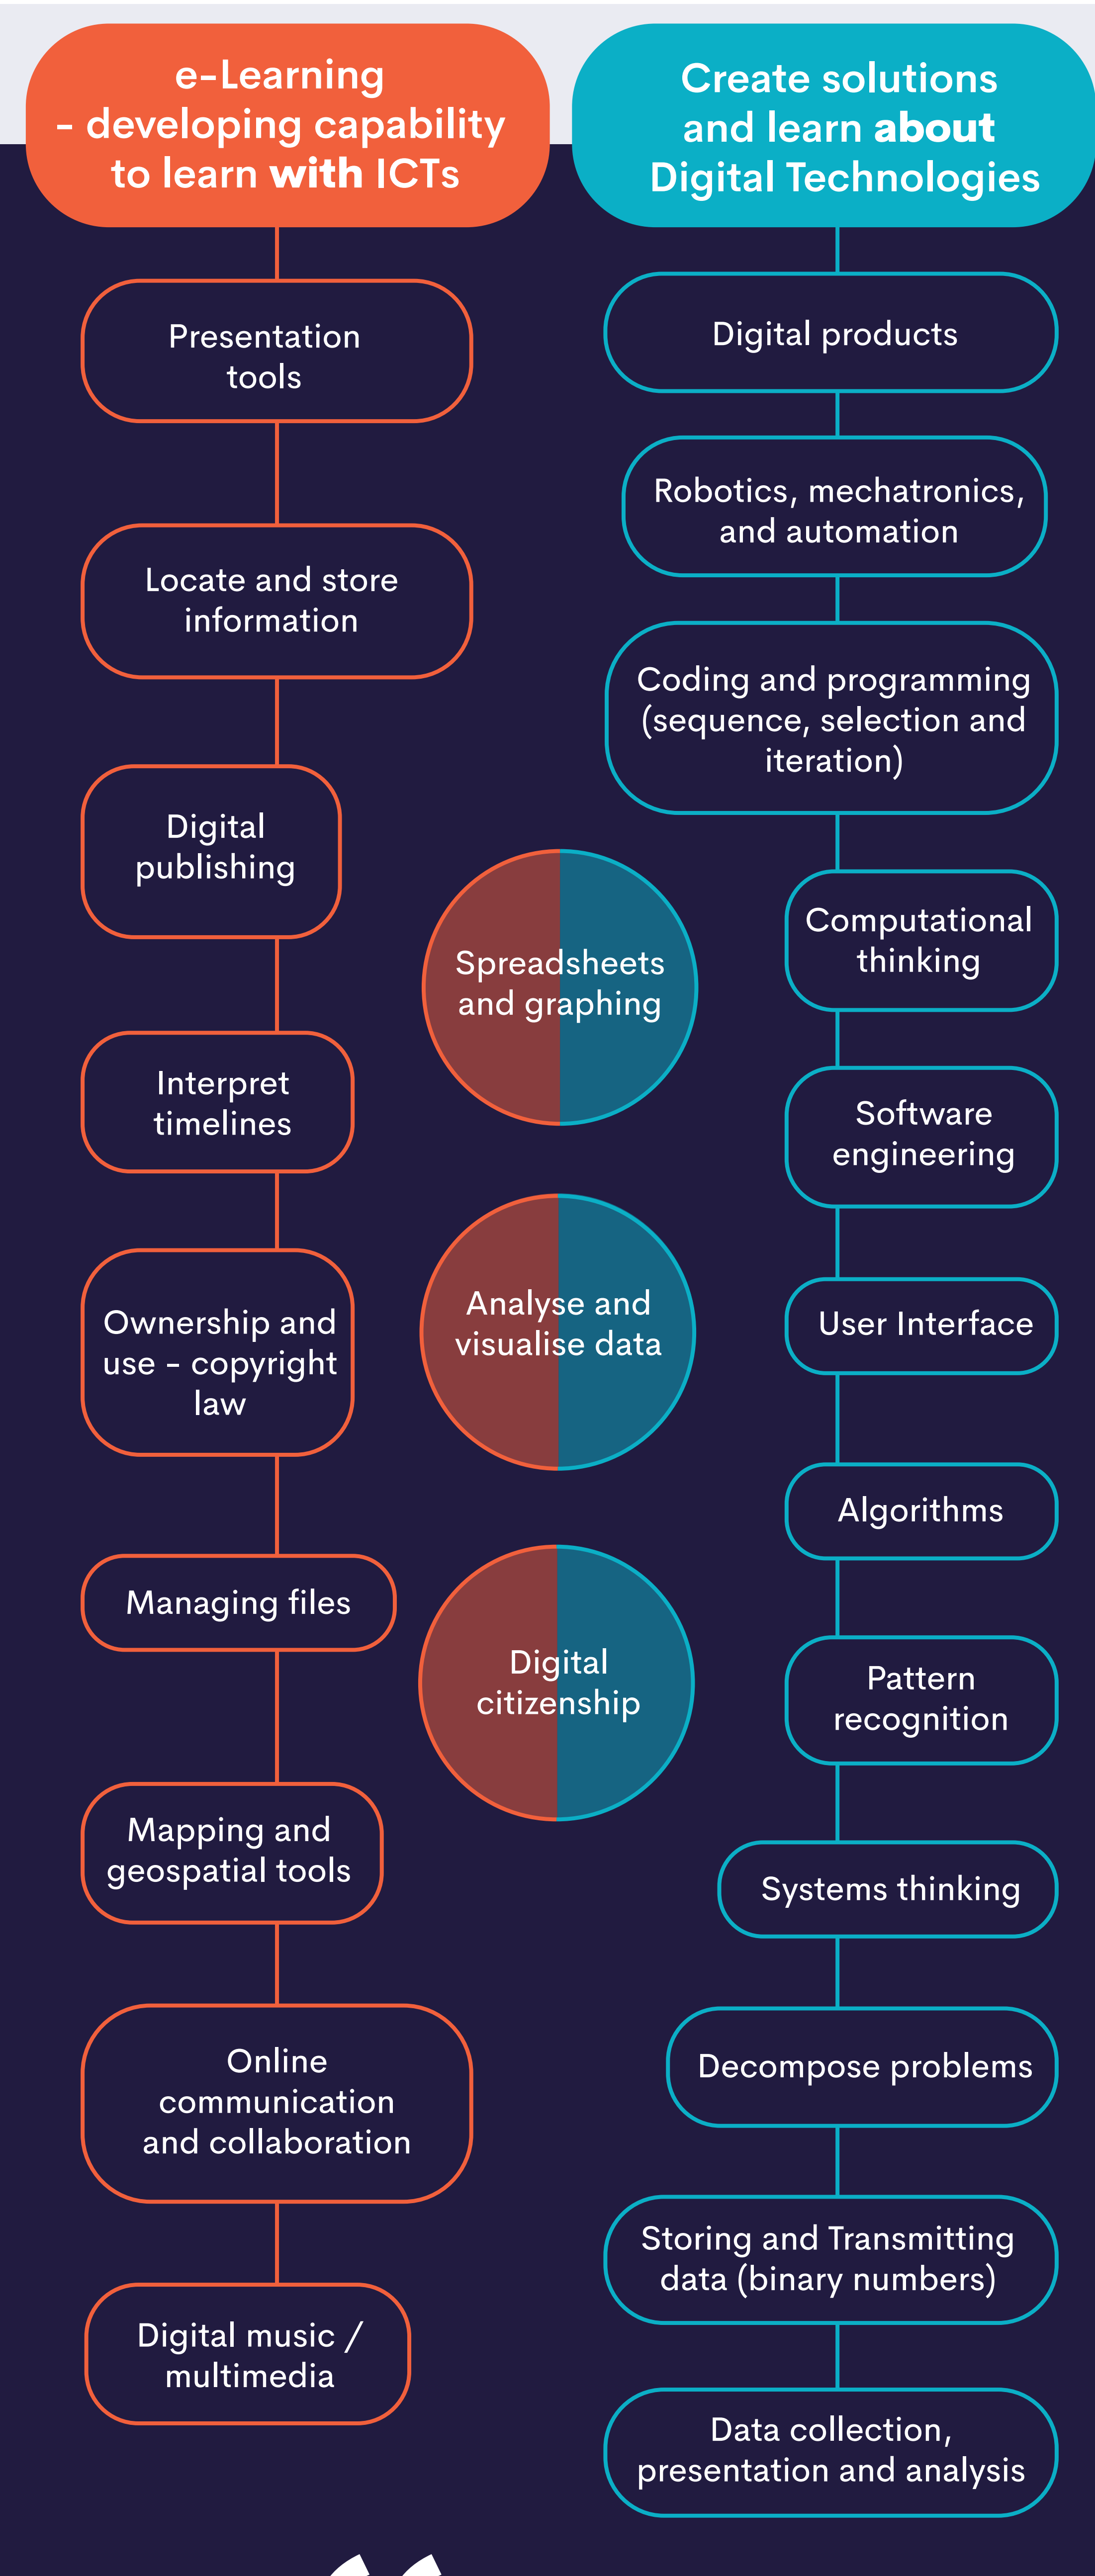 e-Learning
- developing capability
to learn with ICTs
Presentation
tools
Locate and store
information
Digital
publishing
Interpret
timelines
Ownership and
use - copyright
law
Managing files
Mapping and
geospatial tools
Online
communication
and collaboration
Digital music /
multimedia
Spreadsheets
and graphing
Analyse and
visualise data
Digital
citizenship
Create solutions
and learn about
Digital Technologies
Digital products
Robotics, mechatronics,
and automation
Coding and programming
(sequence, selection and
iteration)
Computational
thinking
Software
engineering
User Interface
Algorithms
Pattern
recognition
Systems thinking
Decompose problems
Storing and Transmitting
data (binary numbers)
Data collection,
presentation and analysis